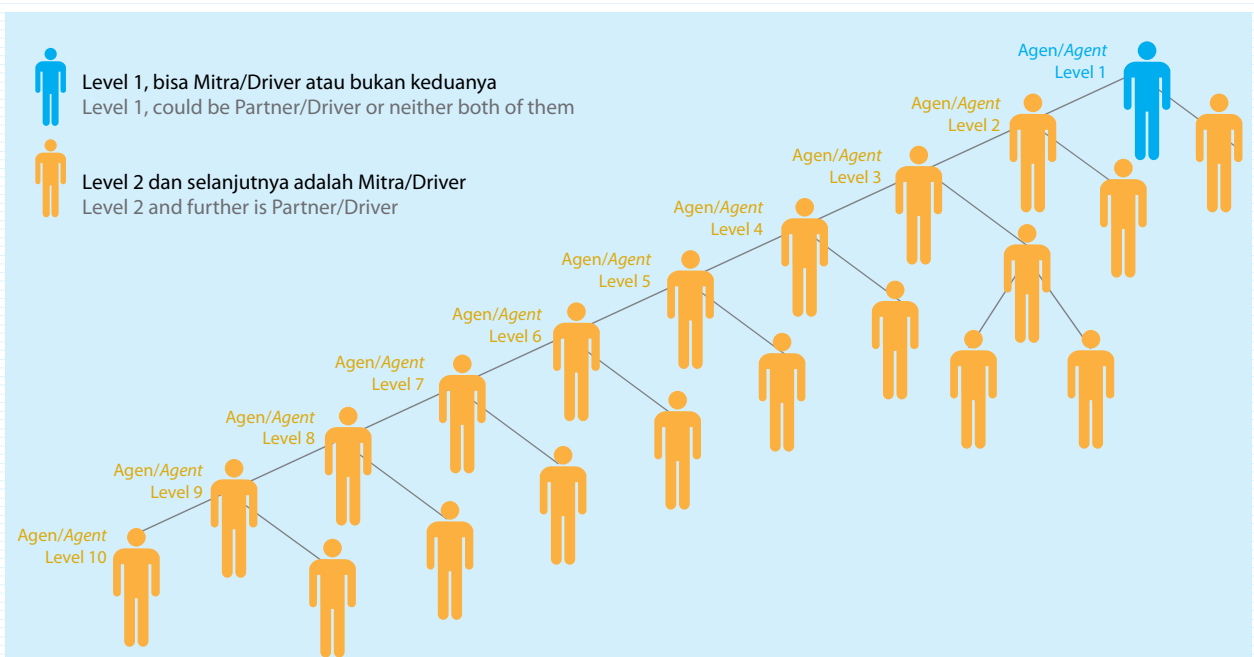 Level 1, bisa Mitra/Driver atau bukan keduanya
Level 1, could be Partner/Driver or neither both of them
Level 2 dan selanjutnya adalah Mitra/Driver
Level 2 and further is Partner/Driver
Agen/Agent
Level 1
Agen/Agent
Level 2
Agen/Agent
Level 3
Agen/Agent
Level 4
Agen/Agent
Level 5
Agen/Agent
Level 6
Agen/Agent
Level 7
Agen/Agent
Level 8
Agen/Agent
Level 9
Agen/Agent
Level 10